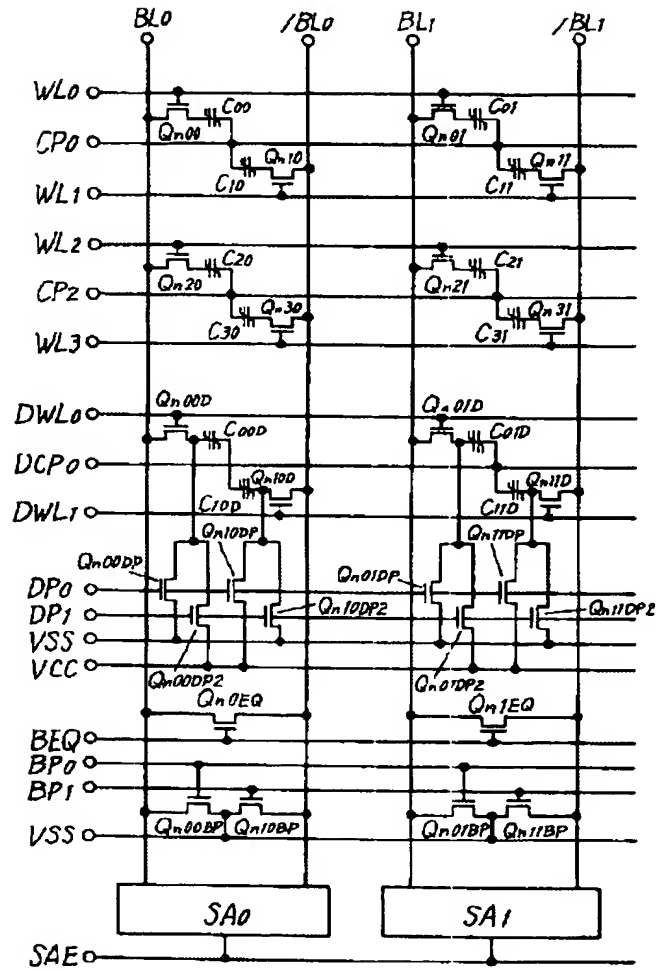 BL0 /BL0 BL1 /BL1
WL0
C00 C01
Qn00 Qn01
CP0
Qn10 Qn11
C10 C11
WL1
WL2
C20 C21
Qn20 Qn21
CP2
Qn30 Qn31
C30 C31
WL3
Qn00D Qn01D
DWL0
C00D C01D
DCP0
Qn10D Qn11D
C10D C11D
DWL1
Qn00DP Qn10DP Qn01DP Qn11DP
DP0
DP1 Qn10DP2 Qn11DP2
VSS
VCC
Qn00DP2 Qn01DP2
Qn0EQ Qn1EQ
BEQ
BP0
BP1
Qn00BP Qn10BP Qn01BP Qn11BP
VSS
SA0 SA1
SAE